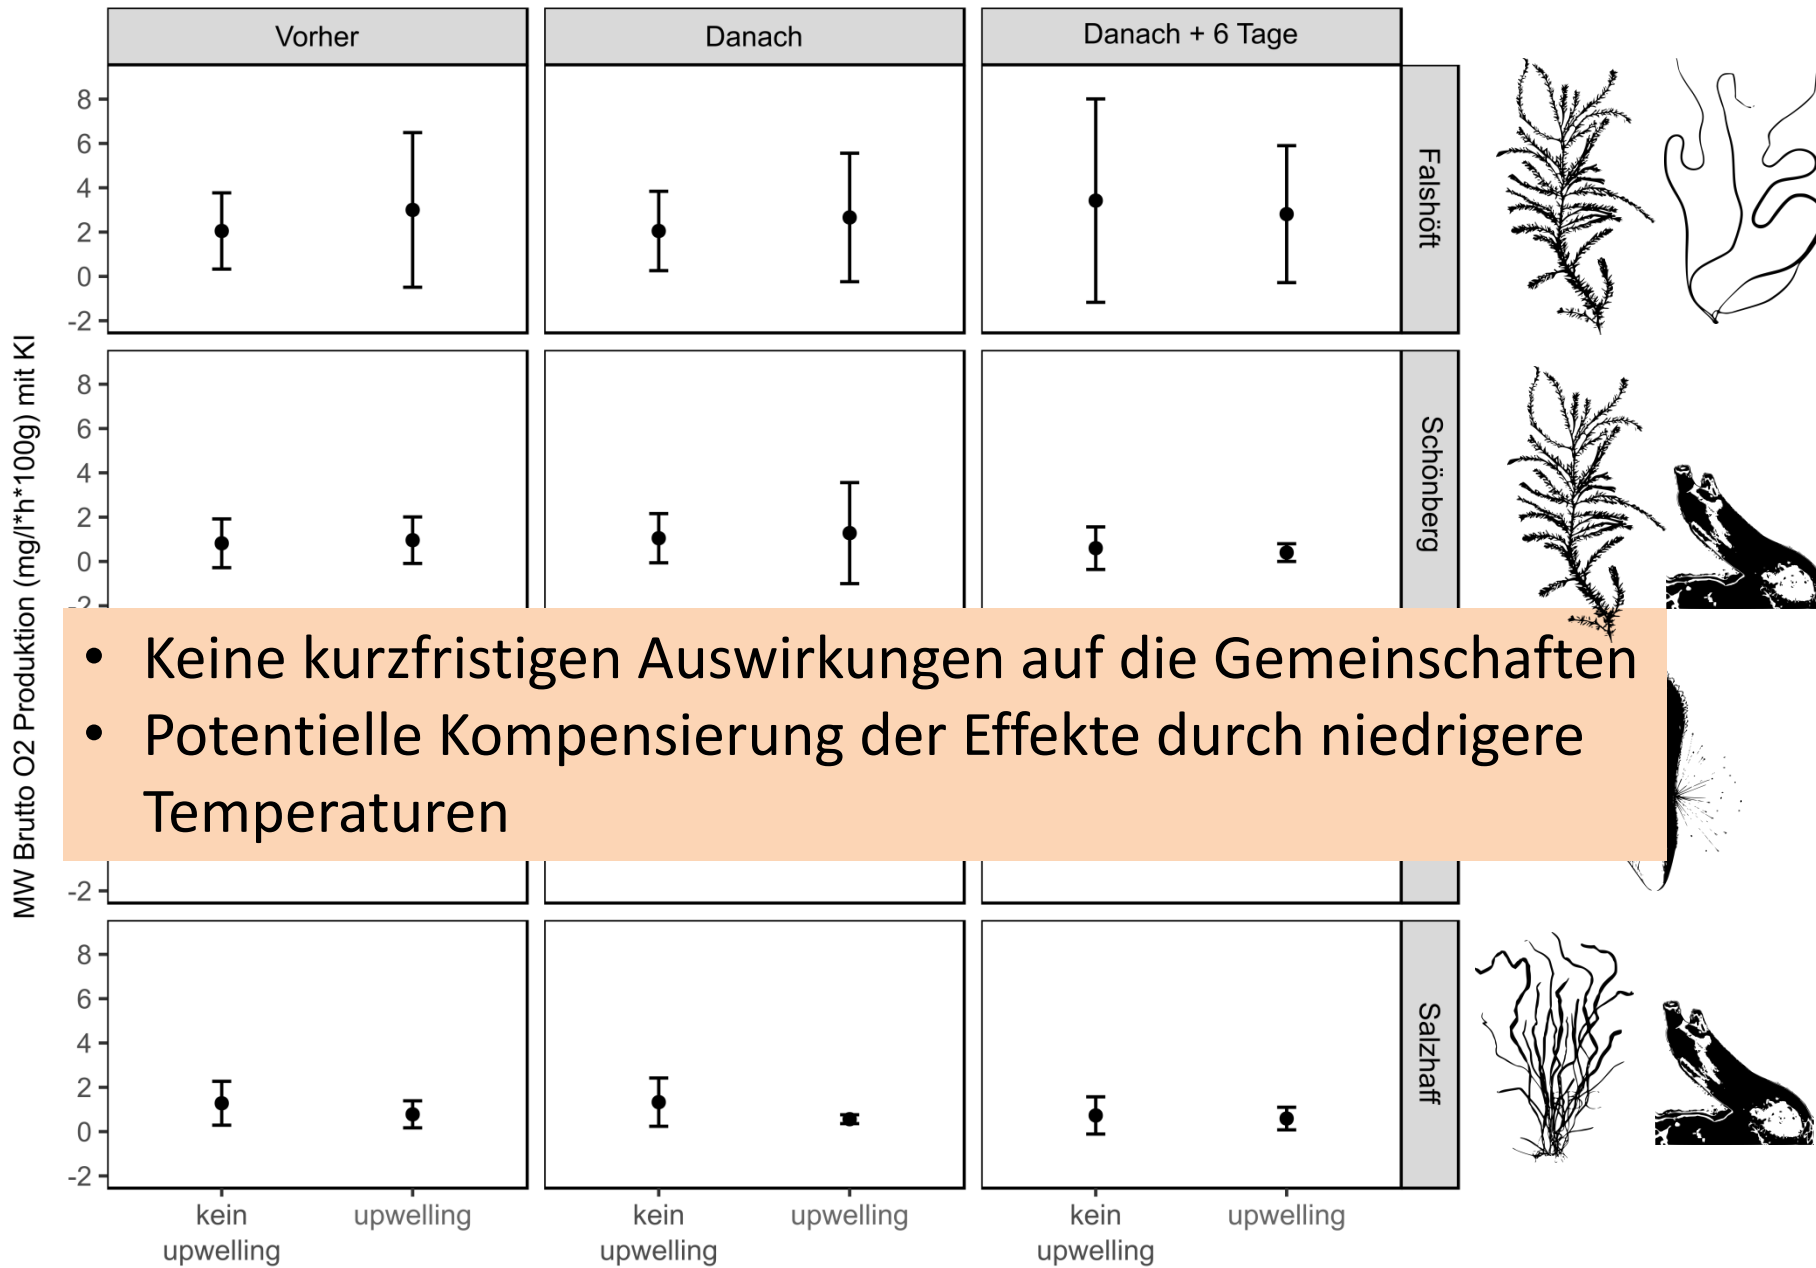 Vorher
Danach
Danach + 6 Tage
MW Brutto O2 Produktion (mg/l*h*100g) mit KI
8
6
4
2
0
-2
Falshöft
8
6
4
2
0
-2
Schönberg
• Keine kurzfristigen Auswirkungen auf die Gemeinschaften
• Potentielle Kompensierung der Effekte durch niedrigere
Temperaturen
-2
8
6
4
2
0
-2
Salzhaff
kein
upwelling
upwelling
kein
upwelling
upwelling
kein
upwelling
upwelling